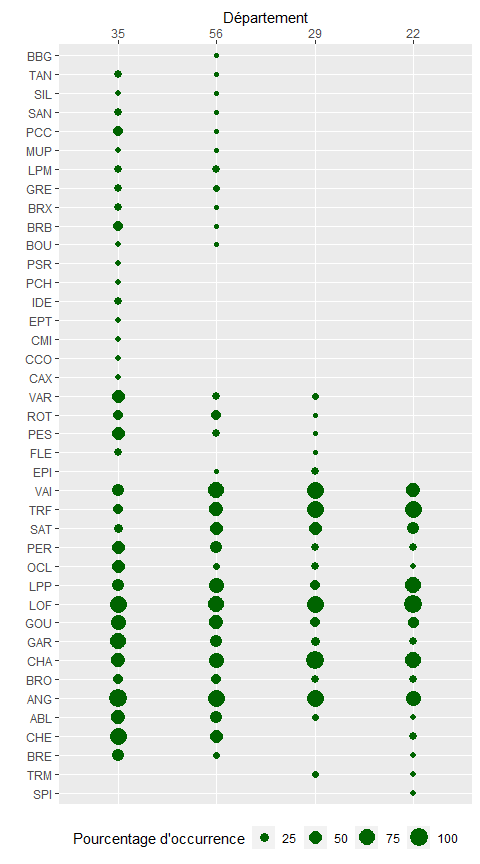 Département
35 56 29 22
BBG
TAN
SIL
SAN
PCC
MUP
LPM
GRE
BRX
BRB
BOU
PSR
PCH
IDE
EPT
CMI
CCO
CAX
VAR
ROT
PES
FLE
EPI
VAI
TRF
SAT
PER
OCL
LPP
LOF
GOU
GAR
CHA
BRO
ANG
ABL
CHE
BRE
TRM
SPI
Pourcentage d'occurrence 25 50 75 100